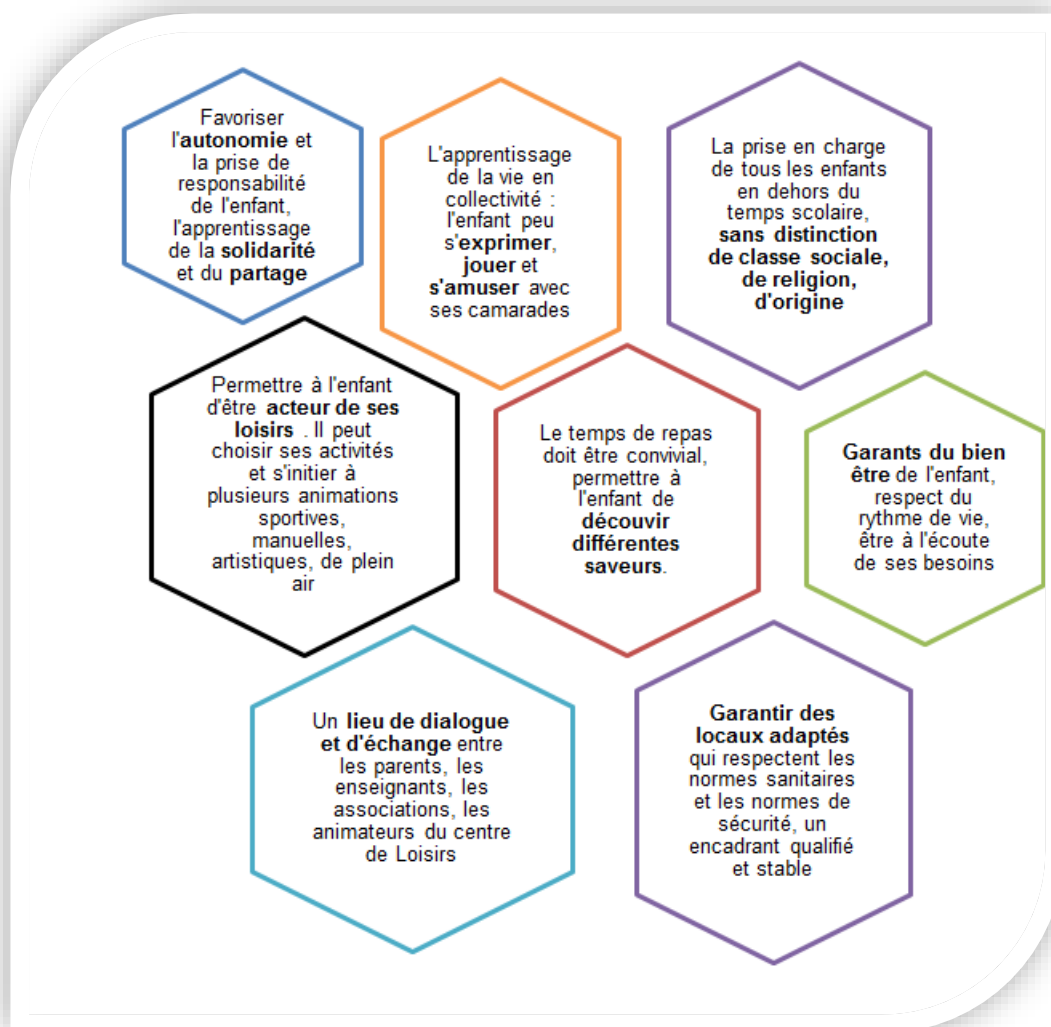 Favoriser
l'autonomie et
la prise de
responsabilité
de l'enfant,
l'apprentissage
de la solidarité
et du partage
L'apprentissage
de la vie en
collectivité :
l'enfant peu
s'exprimer,
jouer et
s'amuser avec
ses camarades
La prise en charge
de tous les enfants
en dehors du
temps scolaire,
sans distinction
de classe sociale,
de religion,
d'origine
Permettre à l'enfant
d'être acteur de ses
loisirs . Il peut
choisir ses activités
et s'initier à
plusieurs animations
sportives,
manuelles,
artistiques, de plein
air
Le temps de repas
doit être convivial,
permettre à
l'enfant de
découvir
différentes
saveurs.
Garants du bien
être de l'enfant,
respect du
rythme de vie,
être à l'écoute
de ses besoins
Un lieu de dialogue
et d'échange entre
les parents, les
enseignants, les
associations, les
animateurs du centre
de Loisirs
Garantir des
locaux adaptés
qui respectent les
normes sanitaires
et les normes de
sécurité, un
encadrant qualifié
et stable